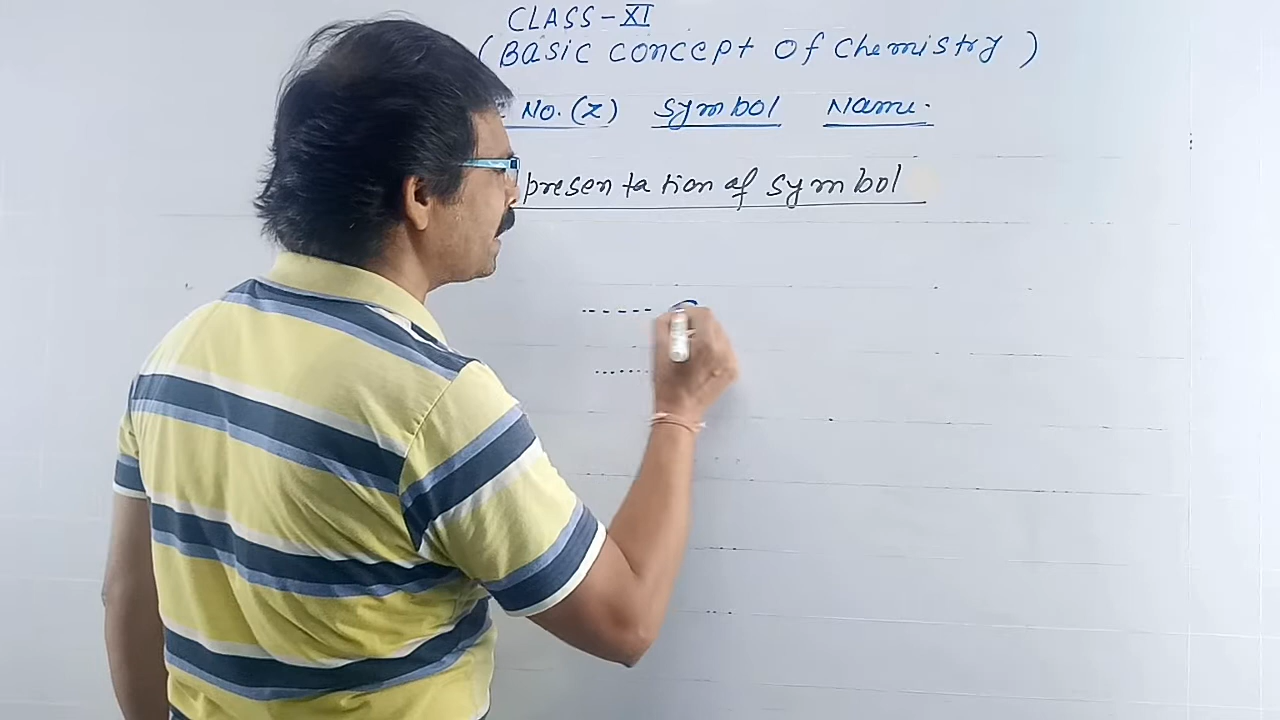 CLASS-XI
(BASIC CONCEPT OF Chemistry )
No.(Z) Symbol Name.
presentation of symbol